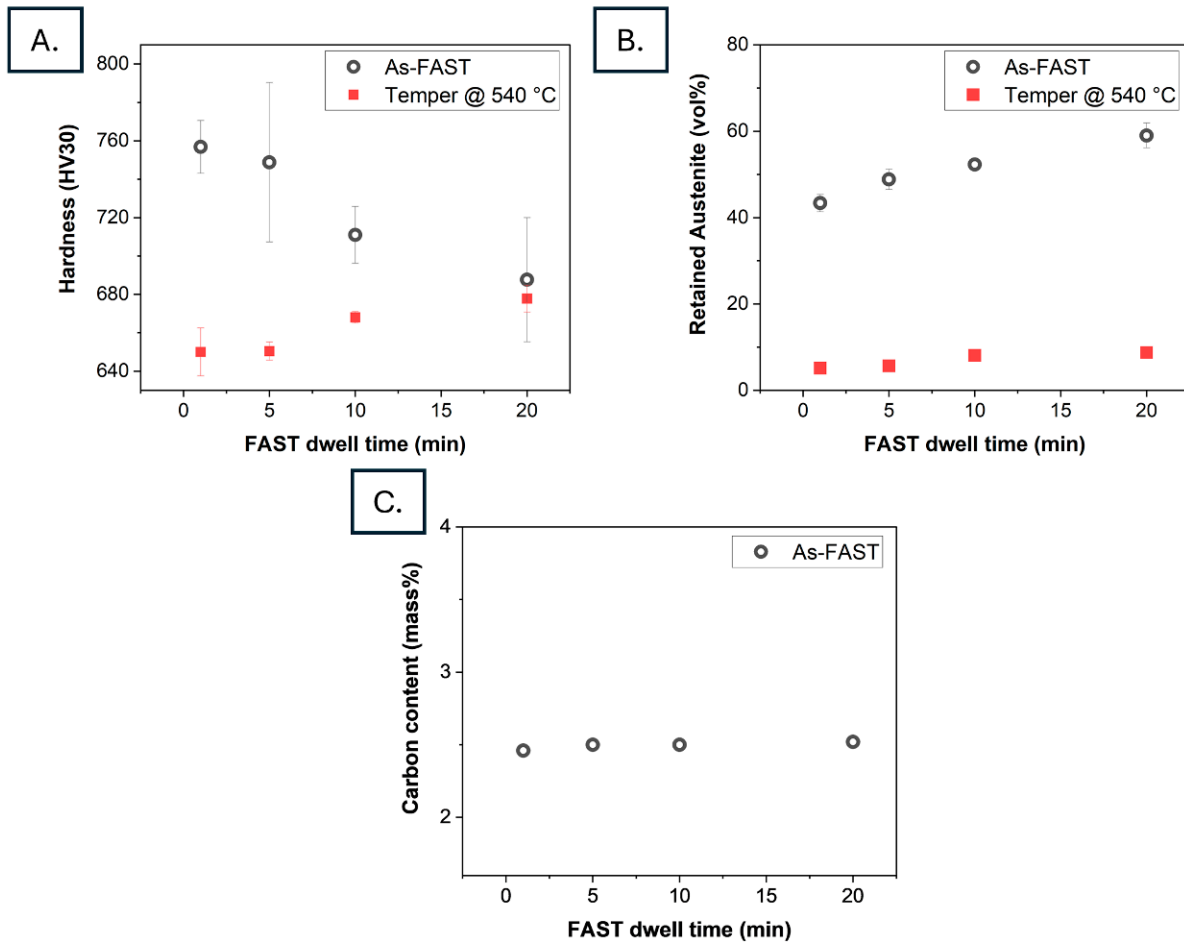 A.
As-FAST
Temper @ 540 °C
Hardness (HV30)
800
760
720
680
640
0 5 10 15 20
FAST dwell time (min)
B.
As-FAST
Temper @ 540 °C
Retained Austenite (vol%)
80
60
40
20
0
0 5 10 15 20
FAST dwell time (min)
C.
As-FAST
Carbon content (mass%)
4
3
2
0 5 10 15 20
FAST dwell time (min)